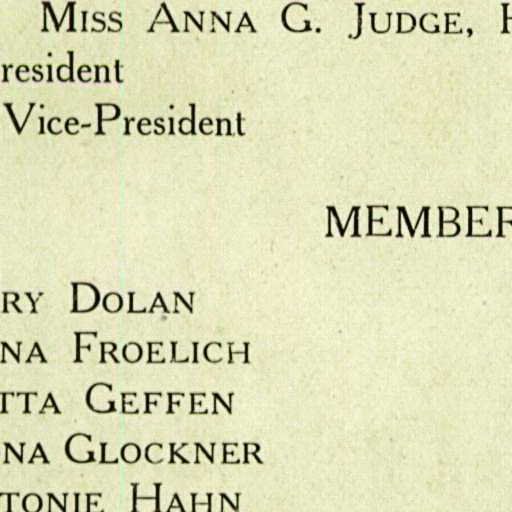 Miss Anna G. Judge, H
resident
Vice-President
MEMBER
ry Dolan
na Froelich
tta Geffen
na Glockner
tonie Hahn